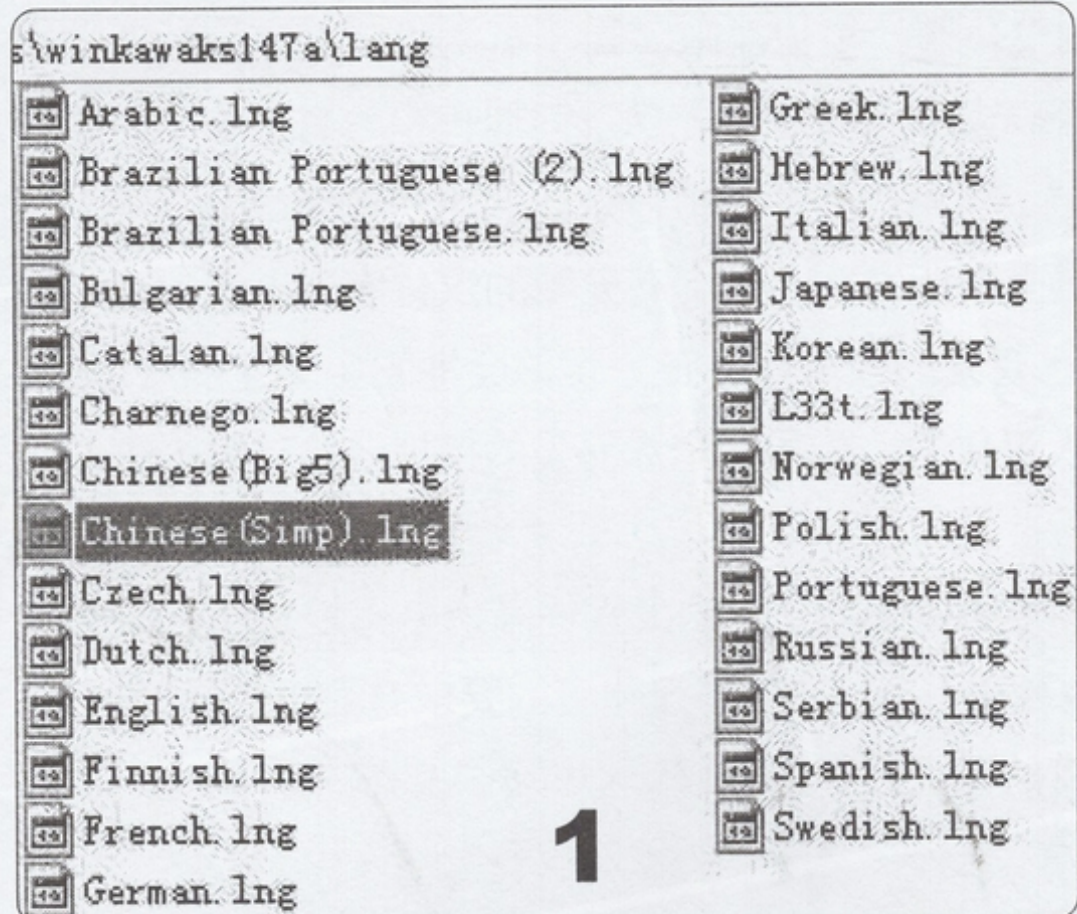 s\winkawaks147a\lang
Arabic.lng
Brazilian Portuguese (2).lng
Brazilian Portuguese.lng
Bulgarian.lng
Catalan.lng
Charnego.lng
Chinese(Big5).lng
Chinese(Simp).lng
Czech.lng
Dutch.lng
English.lng
Finnish.lng
French.lng
German.lng
Greek.lng
Hebrew.lng
Italian.lng
Japanese.lng
Korean.lng
L33t.lng
Norwegian.lng
Polish.lng
Portuguese.lng
Russian.lng
Serbian.lng
Spanish.lng
Swedish.lng
1